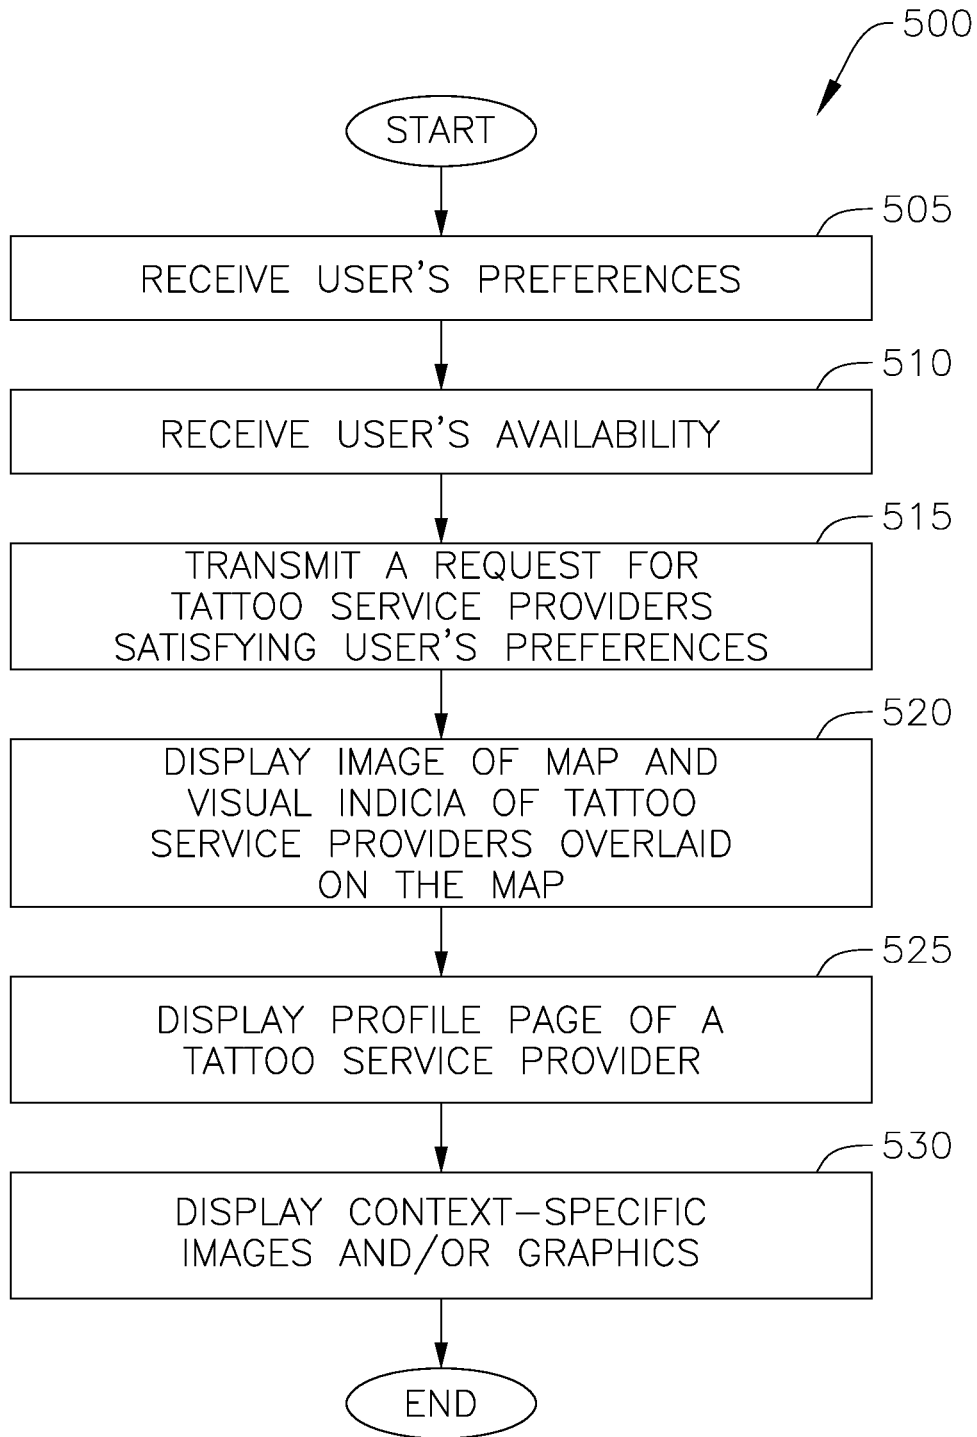 500
START
505
RECEIVE USER'S PREFERENCES
510
RECEIVE USER'S AVAILABILITY
515
TRANSMIT A REQUEST FOR
TATTOO SERVICE PROVIDERS
SATISFYING USER'S PREFERENCES
520
DISPLAY IMAGE OF MAP AND
VISUAL INDICIA OF TATTOO
SERVICE PROVIDERS OVERLAID
ON THE MAP
525
DISPLAY PROFILE PAGE OF A
TATTOO SERVICE PROVIDER
530
DISPLAY CONTEXT-SPECIFIC
IMAGES AND/OR GRAPHICS
END